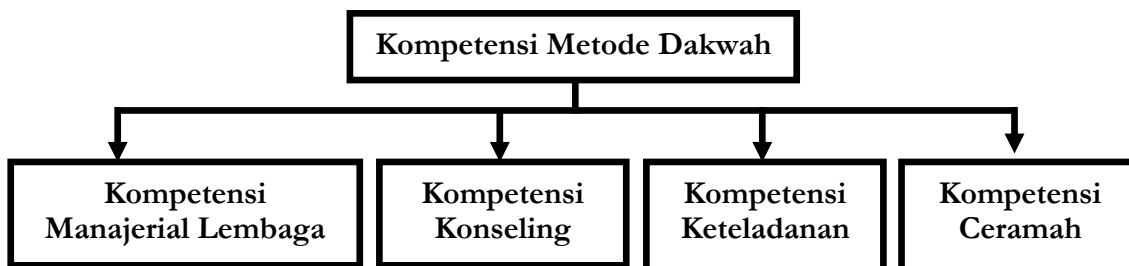 Kompetensi Metode Dakwah
Kompetensi
Manajerial Lembaga
Kompetensi
Konseling
Kompetensi
Keteladanan
Kompetensi
Ceramah